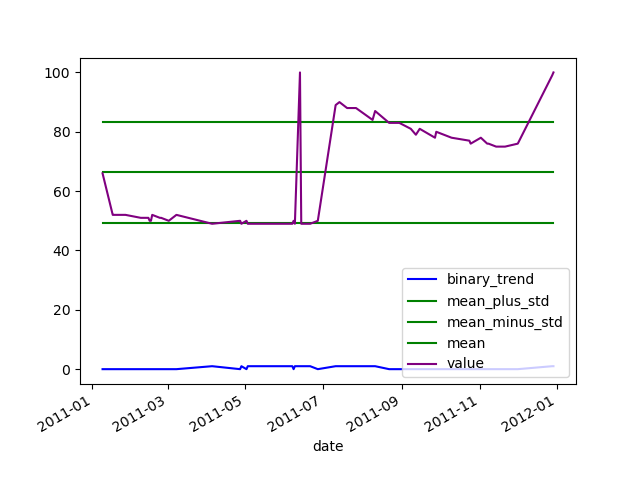 100
80
60
40
20
0
binary_trend
mean_plus_std
mean_minus_std
mean
value
2011-01
2011-03
2011-05
2011-07
2011-09
2011-11
2012-01
date